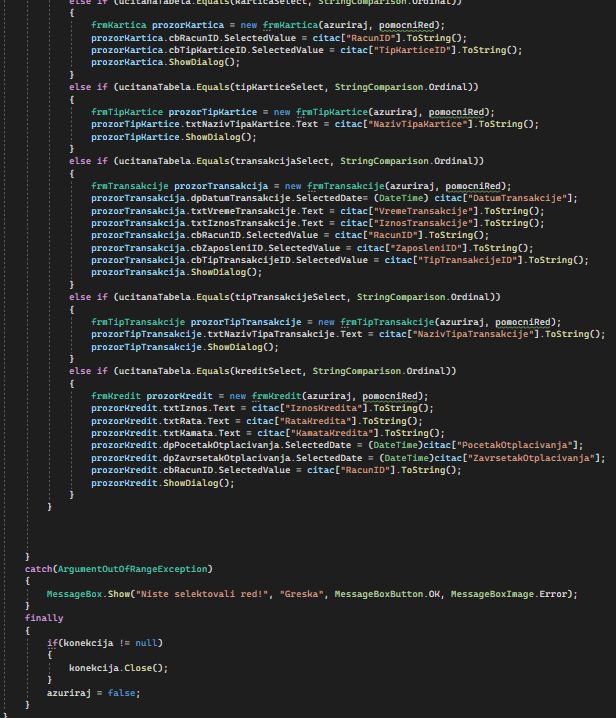 else if (ucitanaTabela.Equals(karticaSelect, StringComparison.Ordinal))
{
frmKartica prozorKartica = new frmKartica(azuriraj, pomocniRed);
prozorKartica.cbRacunID.SelectedValue = citac["RacunID"].ToString();
prozorKartica.cbTipKarticeID.SelectedValue = citac["TipKarticeID"].ToString();
prozorKartica.ShowDialog();
}
else if (ucitanaTabela.Equals(tipKarticeSelect, StringComparison.Ordinal))
{
frmTipKartice prozorTipKartice = new frmTipKartice(azuriraj, pomocniRed);
prozorTipKartice.txtNazivTipaKartice.Text = citac["NazivTipaKartice"].ToString();
prozorTipKartice.ShowDialog();
}
else if (ucitanaTabela.Equals(transakcijaSelect, StringComparison.Ordinal))
{
frmTransakcije prozorTransakcija = new frmTransakcije(azuriraj, pomocniRed);
prozorTransakcija.dpDatumTransakcije.SelectedDate= (DateTime) citac["DatumTransakcije"];
prozorTransakcija.txtVremeTransakcije.Text = citac["VremeTransakcije"].ToString();
prozorTransakcija.txtIznosTransakcije.Text = citac["IznosTransakcije"].ToString();
prozorTransakcija.cbRacunID.SelectedValue = citac["RacunID"].ToString();
prozorTransakcija.cbZaposleniID.SelectedValue = citac["ZaposleniID"].ToString();
prozorTransakcija.cbTipTransakcijeID.SelectedValue = citac["TipTransakcijeID"].ToString();
prozorTransakcija.ShowDialog();
}
else if (ucitanaTabela.Equals(tipTransakcijeSelect, StringComparison.Ordinal))
{
frmTipTransakcije prozorTipTransakcije = new frmTipTransakcije(azuriraj, pomocniRed);
prozorTipTransakcije.txtNazivTipaTransakcije.Text = citac["NazivTipaTransakcije"].ToString();
prozorTipTransakcije.ShowDialog();
}
else if (ucitanaTabela.Equals(kreditSelect, StringComparison.Ordinal))
{
frmKredit prozorKredit = new frmKredit(azuriraj, pomocniRed);
prozorKredit.txtIznos.Text = citac["IznosKredita"].ToString();
prozorKredit.txtRata.Text = citac["RataKredita"].ToString();
prozorKredit.txtKamata.Text = citac["KamataKredita"].ToString();
prozorKredit.dpPocetakOtplacivanja.SelectedDate = (DateTime)citac["PocetakOtplacivanja"];
prozorKredit.dpZavrsetakOtplacivanja.SelectedDate = (DateTime)citac["ZavrsetakOtplacivanja"];
prozorKredit.cbRacunID.SelectedValue = citac["RacunID"].ToString();
prozorKredit.ShowDialog();
}
}
}
catch(ArgumentOutOfRangeException)
{
MessageBox.Show("Niste selektovali red!", "Greska", MessageBoxButton.OK, MessageBoxImage.Error);
}
finally
{
if(konekcija != null)
{
konekcija.Close();
}
azuriraj = false;
}
}